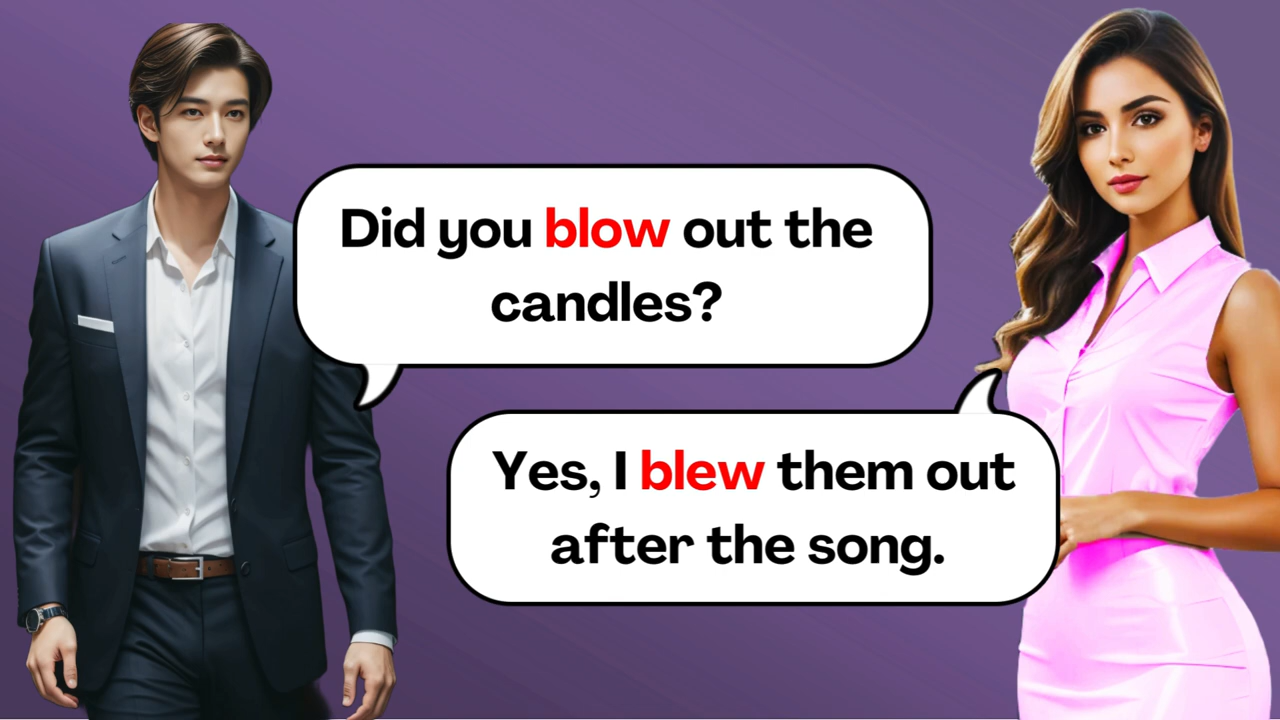 Did you blow out the
candles?
Yes, I blew them out
after the song.